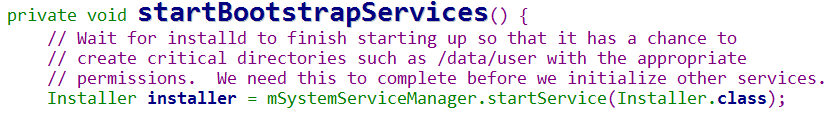 private void startBootstrapServices() {
// Wait for installd to finish starting up so that it has a chance to
// create critical directories such as /data/user with the appropriate
// permissions.  We need this to complete before we initialize other services.
Installer installer = mSystemServiceManager.startService(Installer.class);